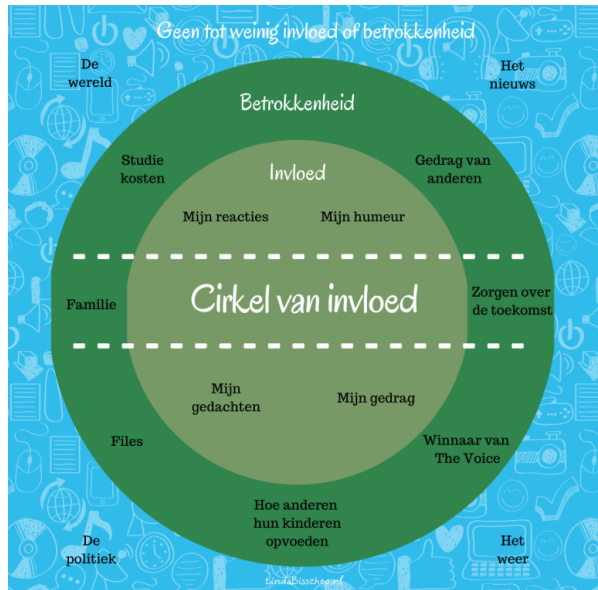 Geen tot weinig invloed of betrokkenheid
De
wereld
Het
nieuws
Betrokkenheid
Studie
kosten
Invloed
Gedrag van
anderen
Mijn reacties
Mijn humeur
Familie
Cirkel van invloed
Zorgen over
de toekomst
Mijn
gedachten
Mijn gedrag
Files
Winnaar van
The Voice
Hoe anderen
hun kinderen
opvoeden
De
politiek
Het
weer
LindaBisschop.nl